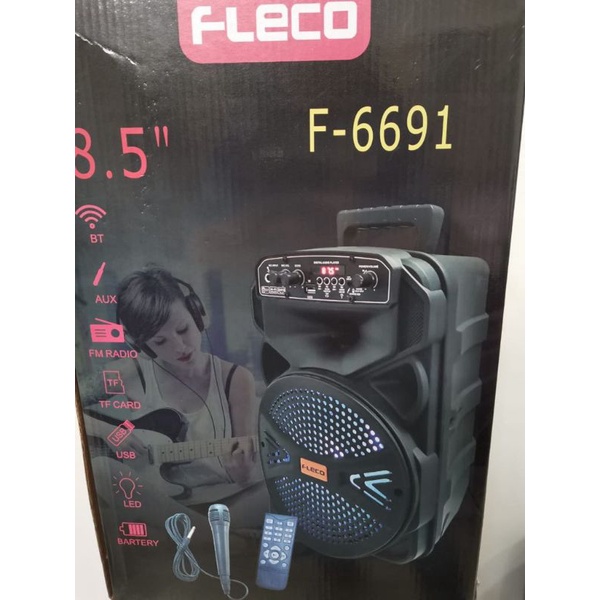 FLECO
8.5"
F-6691
BT
AUX
FM RADIO
TF
TF CARD
USB
USB
LED
BARTERY
FLECO